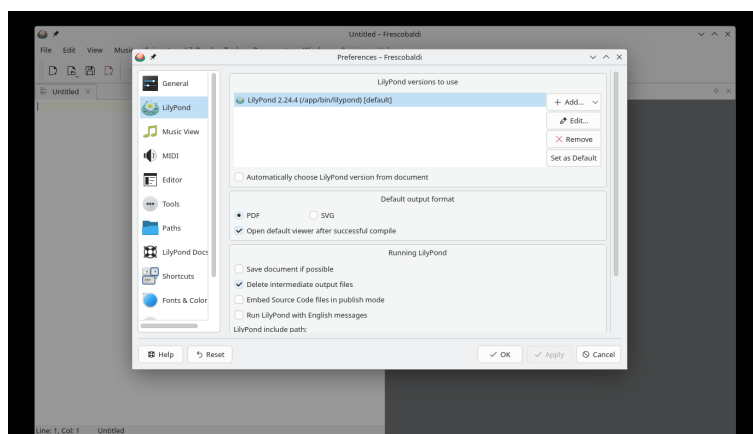 Untitled – Frescobaldi
File Edit View
Preferences – Frescobaldi
Untitled
General
LilyPond
Music View
MIDI
Editor
Tools
Paths
LilyPond Docs
Shortcuts
Fonts & Color
LilyPond versions to use
LilyPond 2.24.4 (/app/bin/lilypond) [default]
Add...
Edit...
Remove
Set as Default
Automatically choose LilyPond version from document
Default output format
PDF SVG
Open default viewer after successful compile
Running LilyPond
Save document if possible
Delete intermediate output files
Embed Source Code files in publish mode
Run LilyPond with English messages
LilyPond include path:
Help Reset OK Apply Cancel
Line: 1, Col: 1 Untitled